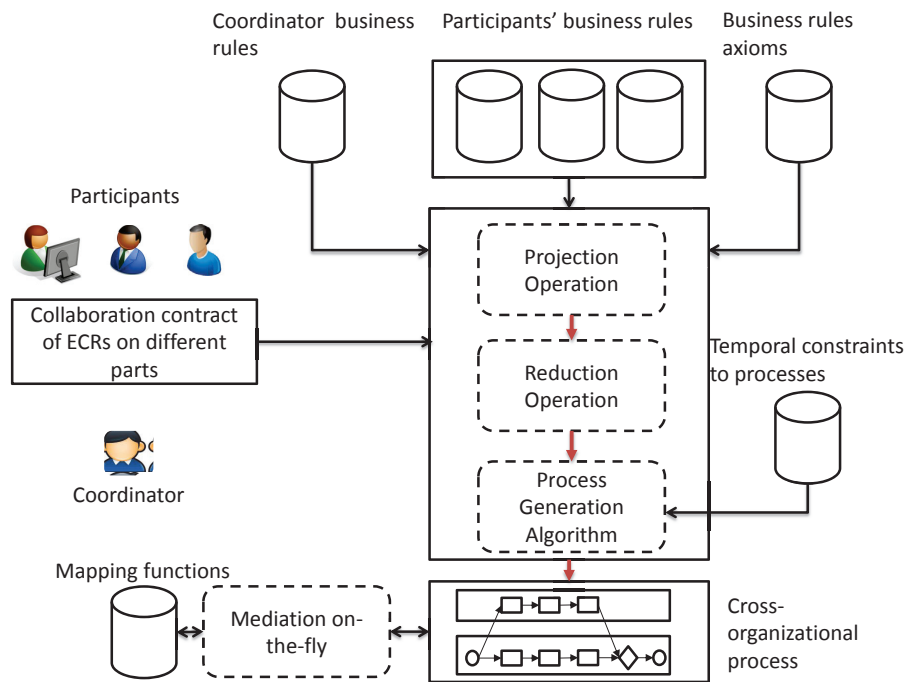 Coordinator business
rules
Participants' business rules
Business rules
axioms
Participants
Projection
Operation
Collaboration contract
of ECRs on different
parts
Temporal constraints
to processes
Reduction
Operation
Coordinator
Process
Generation
Algorithm
Mapping functions
Mediation on-
the-fly
Cross-
organizational
process